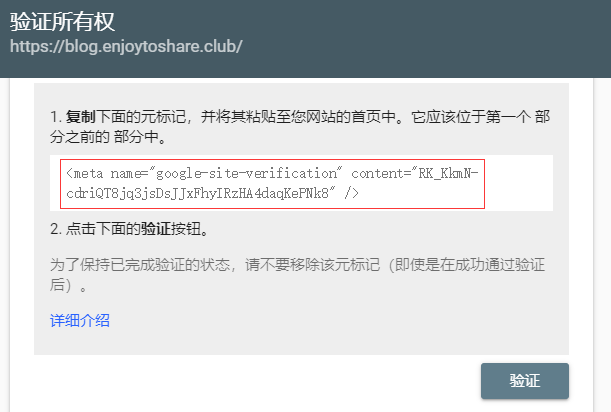 验证所有权
https://blog.enjoytoshare.club/
1. 复制下面的元标记，并将其粘贴至您网站的首页中。它应该位于第一个 部
分之前的 部分中。
<meta name="google-site-verification" content="RK_KkmN-
cdriQT8jq3jsDsJJxFhyIRzHA4daqKePNk8" />
2. 点击下面的验证按钮。
为了保持已完成验证的状态，请不要移除该元标记（即使是在成功通过验证
后）。
详细介绍
验证